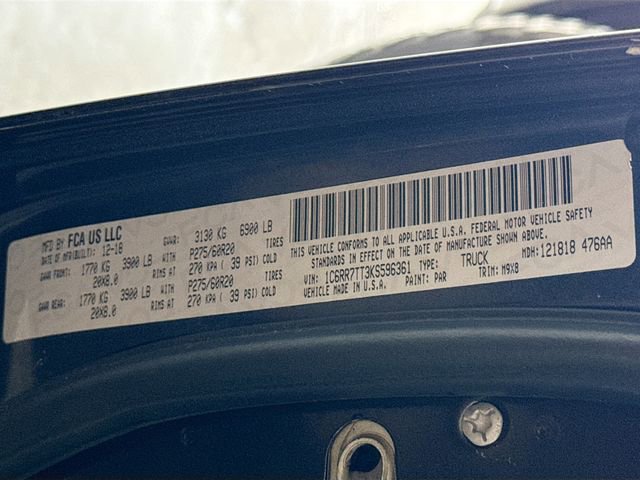 MFD BY FCA US LLC
DATE OF MFR(BUILT): 12-18 GVWR: 3130 KG 6900 LB
GAWR FRONT: 1770 KG 3900 LB WITH P275/60R20 TIRES
20X8.0 RIMS AT 270 KPA ( 39 PSI) COLD
GAWR REAR: 1770 KG 3900 LB WITH P275/60R20 TIRES
20X8.0 RIMS AT 270 KPA ( 39 PSI) COLD
THIS VEHICLE CONFORMS TO ALL APPLICABLE U.S.A. FEDERAL MOTOR VEHICLE SAFETY
STANDARDS IN EFFECT ON THE DATE OF MANUFACTURE SHOWN ABOVE.
VIN: 1C6RR7TT3KS596361 TYPE: TRUCK MDH: 121818 476AA
VEHICLE MADE IN U.S.A. PAINT: PAR TRIM: M9X8